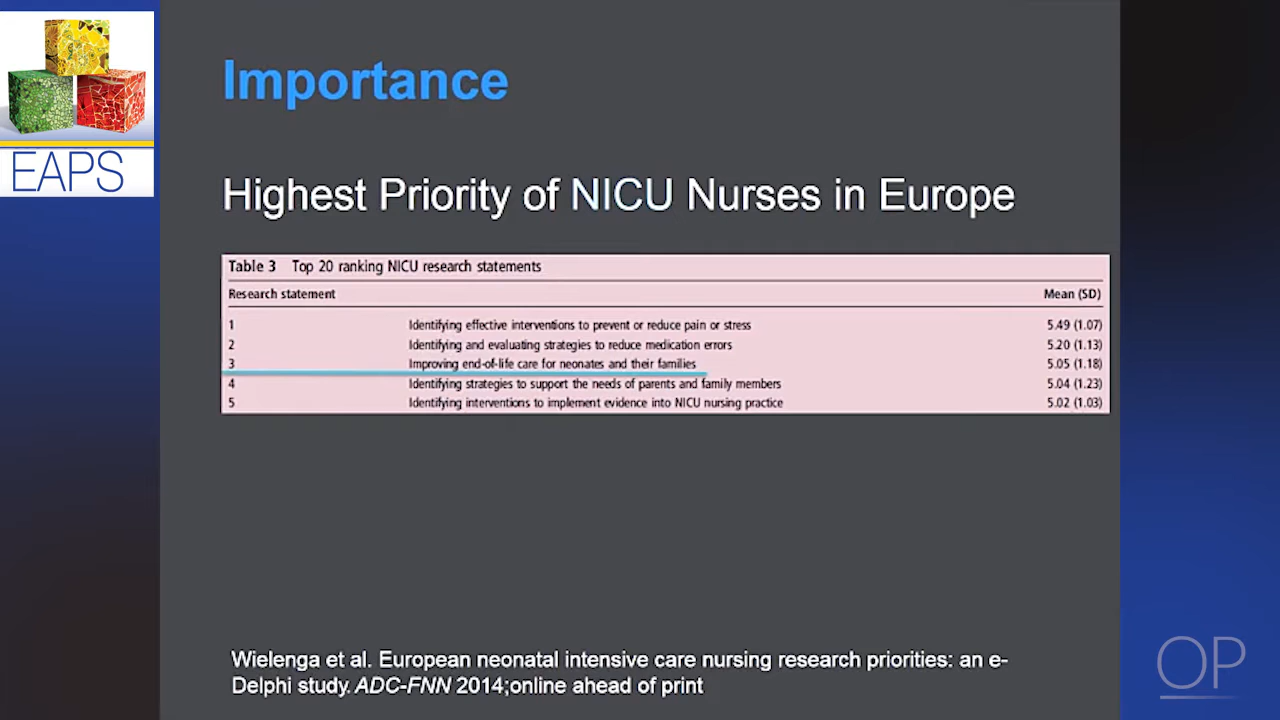 EAPS
Importance
Highest Priority of NICU Nurses in Europe
Table 3 Top 20 ranking NICU research statements
Research statement Mean (SD)
1 Identifying effective interventions to prevent or reduce pain or stress 5.49 (1.07)
2 Identifying and evaluating strategies to reduce medication errors 5.20 (1.13)
3 Improving end-of-life care for neonates and their families 5.05 (1.18)
4 Identifying strategies to support the needs of parents and family members 5.04 (1.23)
5 Identifying interventions to implement evidence into NICU nursing practice 5.02 (1.03)
Wielenga et al. European neonatal intensive care nursing research priorities: an e-
Delphi study. ADC-FNN 2014;online ahead of print
OP